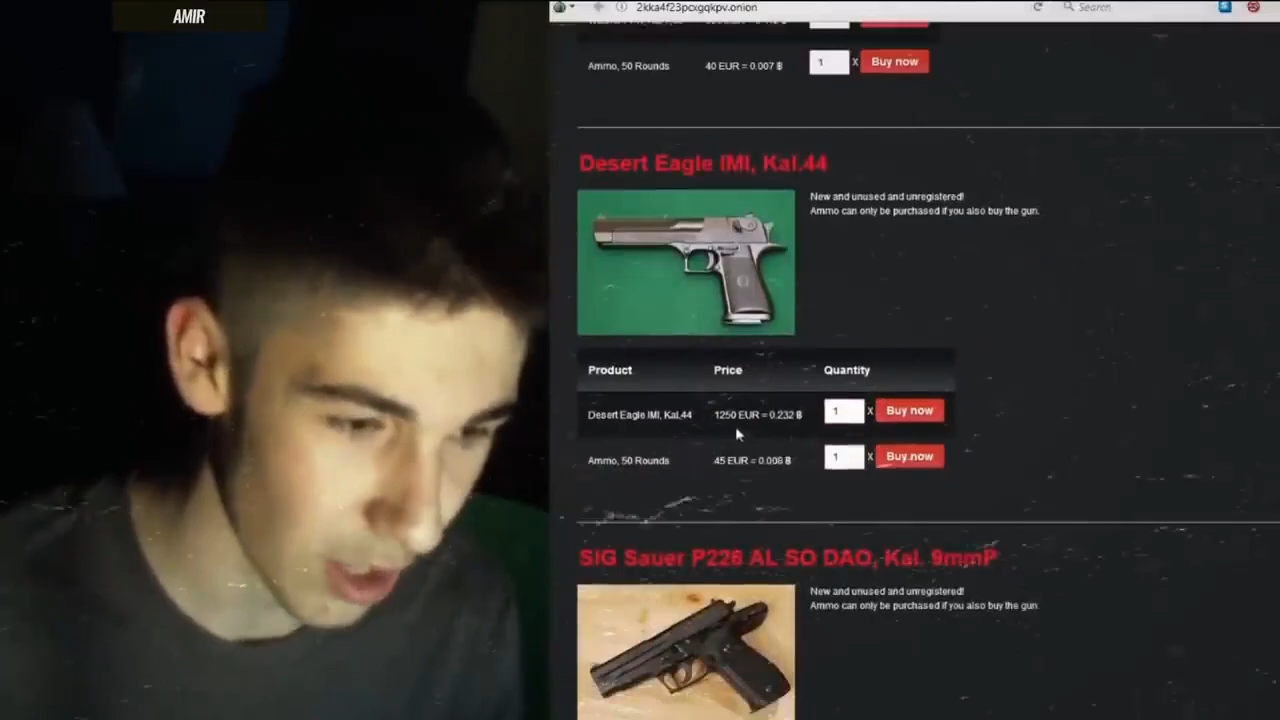 AMIR
2kka4f23pcxgqkpv.onion
Search
Ammo, 50 Rounds 40 EUR = 0.007 ฿ 1 X Buy now
Desert Eagle IMI, Kal.44
New and unused and unregistered!
Ammo can only be purchased if you also buy the gun.
Product Price Quantity
Desert Eagle IMI, Kal,44 1250 EUR = 0.232 ฿ 1 X Buy now
Ammo, 50 Rounds 45 EUR = 0.008 ฿ 1 X Buy now
SIG Sauer P226 AL SO DAO, Kal. 9mmP
New and unused and unregistered!
Ammo can only be purchased if you also buy the gun.